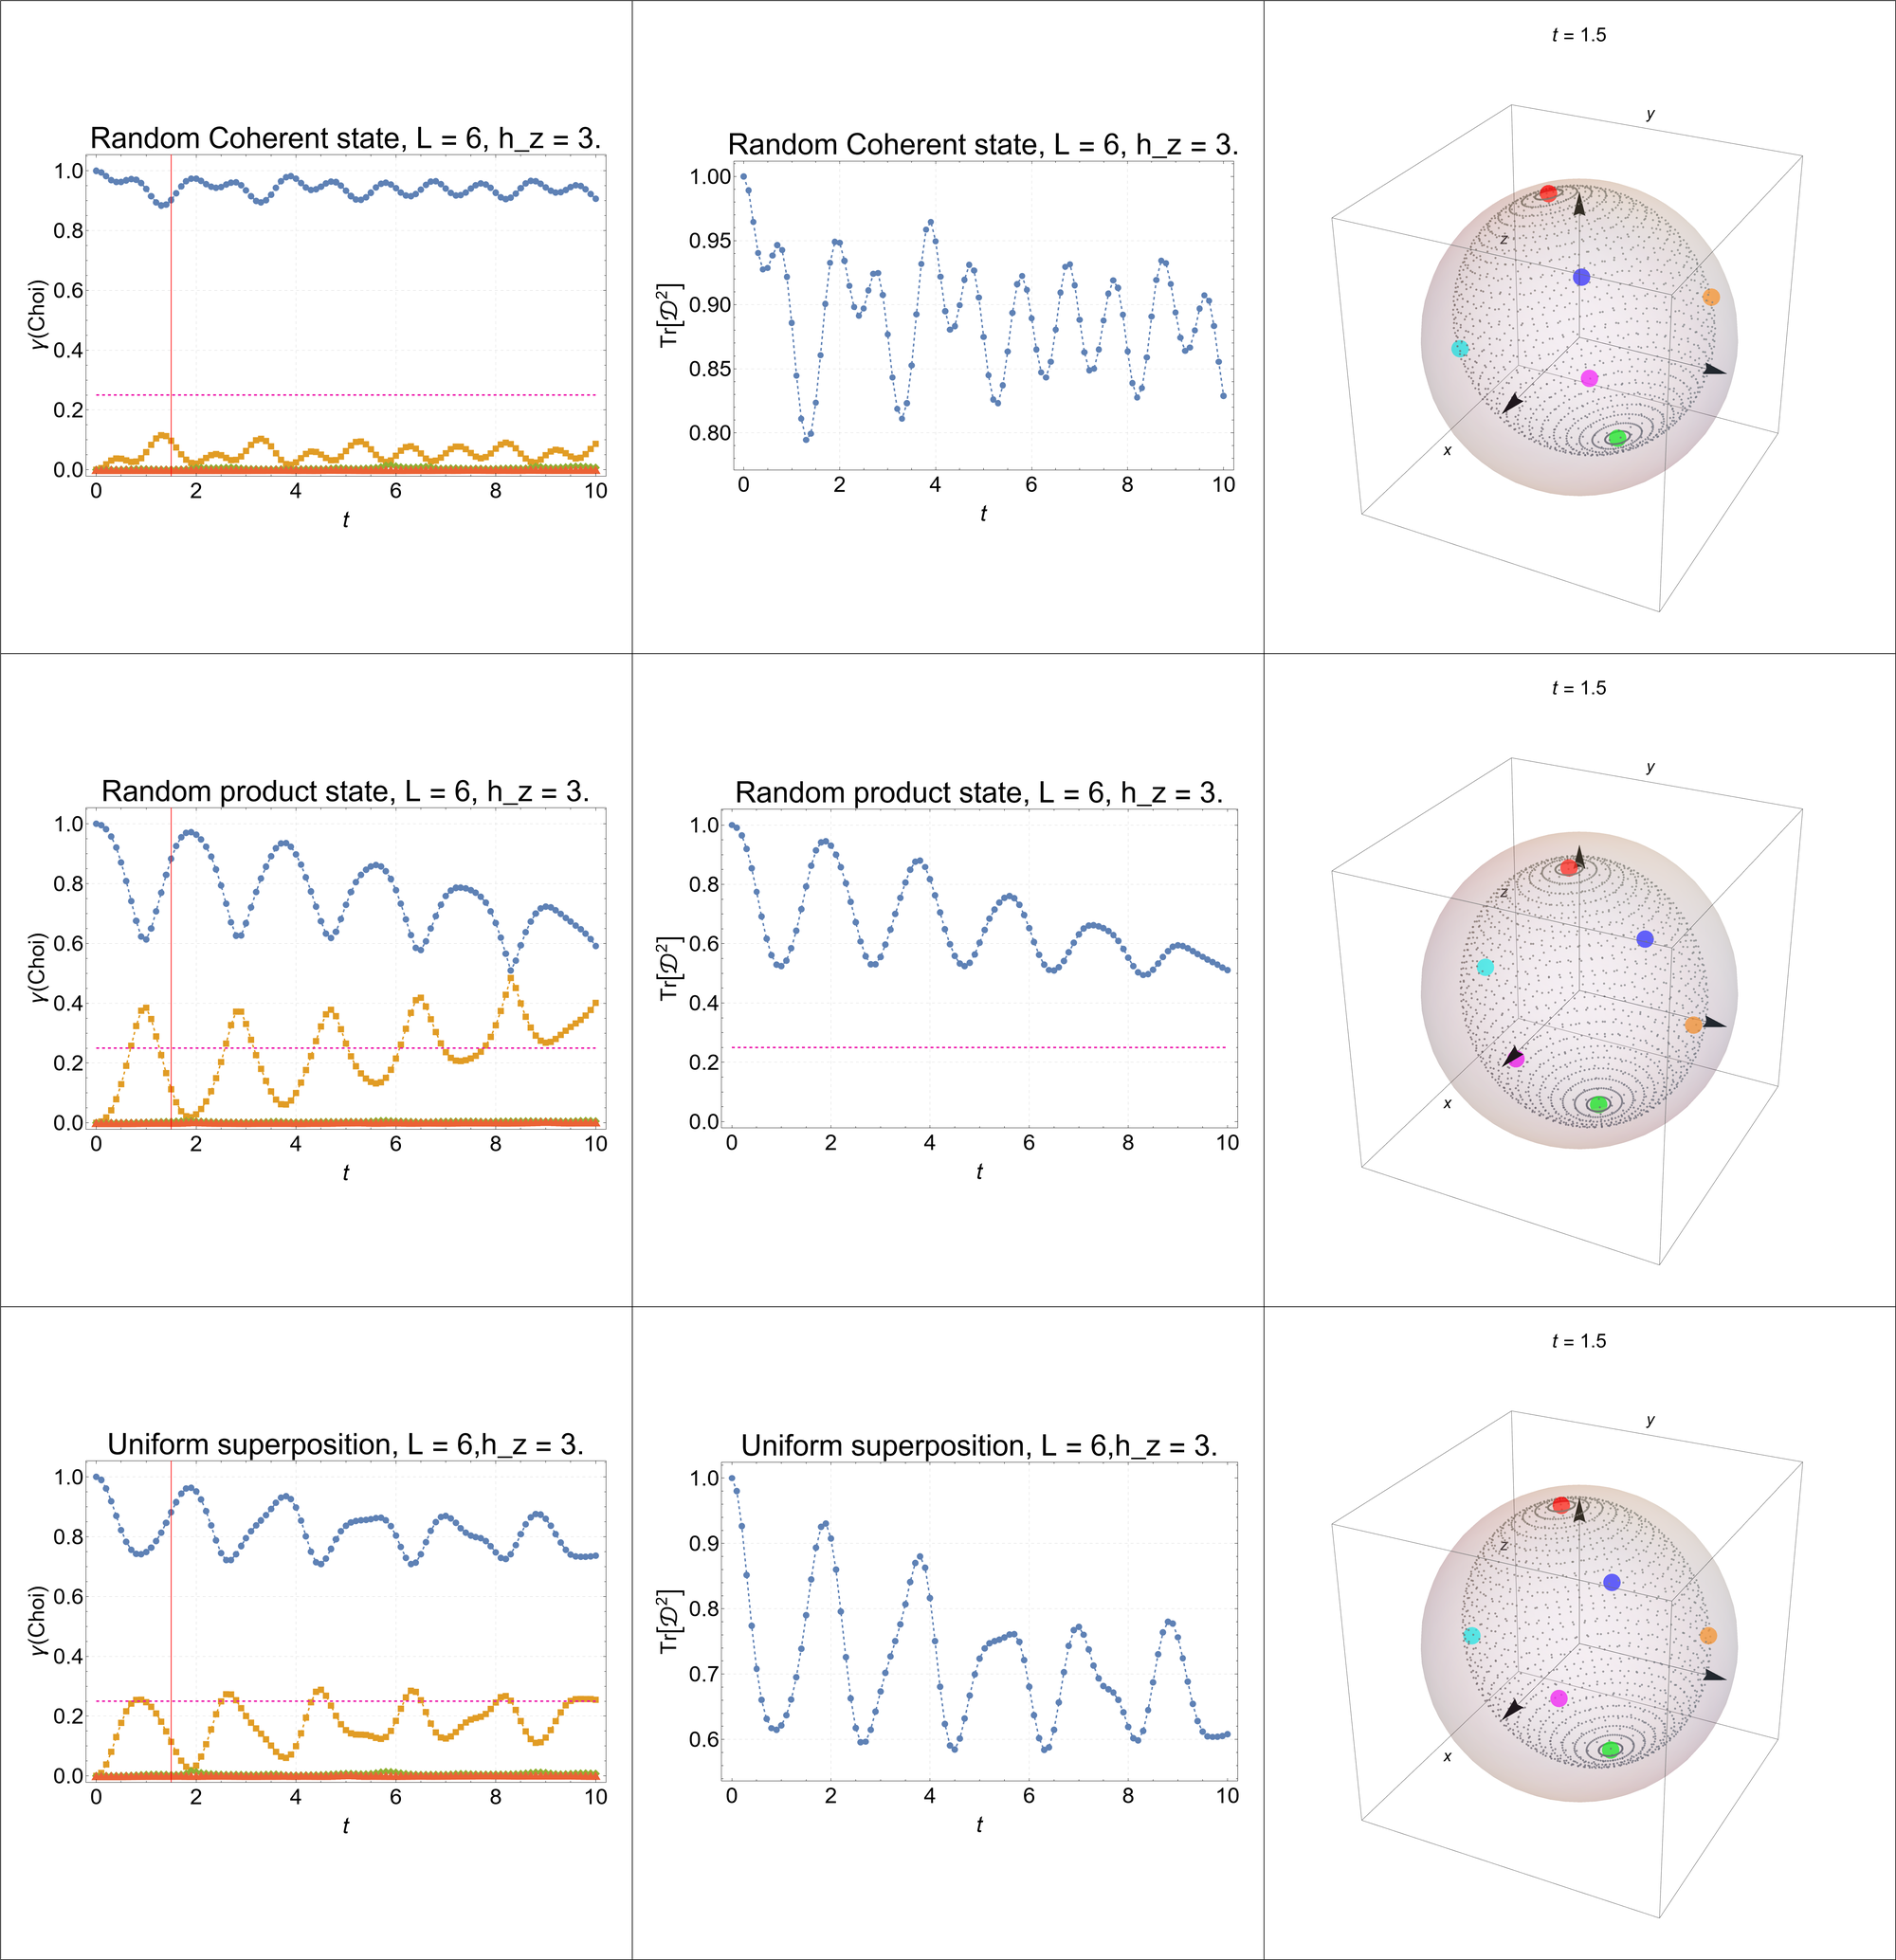 Random Coherent state, L = 6, h_z = 3.
γ(Choi)
1.0
0.8
0.6
0.4
0.2
0.0
0 2 4 6 8 10
t
Random Coherent state, L = 6, h_z = 3.
Tr[𝒟²]
1.00
0.95
0.90
0.85
0.80
0 2 4 6 8 10
t
t = 1.5
y
z
x
Random product state, L = 6, h_z = 3.
γ(Choi)
1.0
0.8
0.6
0.4
0.2
0.0
0 2 4 6 8 10
t
Random product state, L = 6, h_z = 3.
Tr[𝒟²]
1.0
0.8
0.6
0.4
0.2
0.0
0 2 4 6 8 10
t
t = 1.5
y
z
x
Uniform superposition, L = 6,h_z = 3.
γ(Choi)
1.0
0.8
0.6
0.4
0.2
0.0
0 2 4 6 8 10
t
Uniform superposition, L = 6,h_z = 3.
Tr[𝒟²]
1.0
0.9
0.8
0.7
0.6
0 2 4 6 8 10
t
t = 1.5
y
z
x